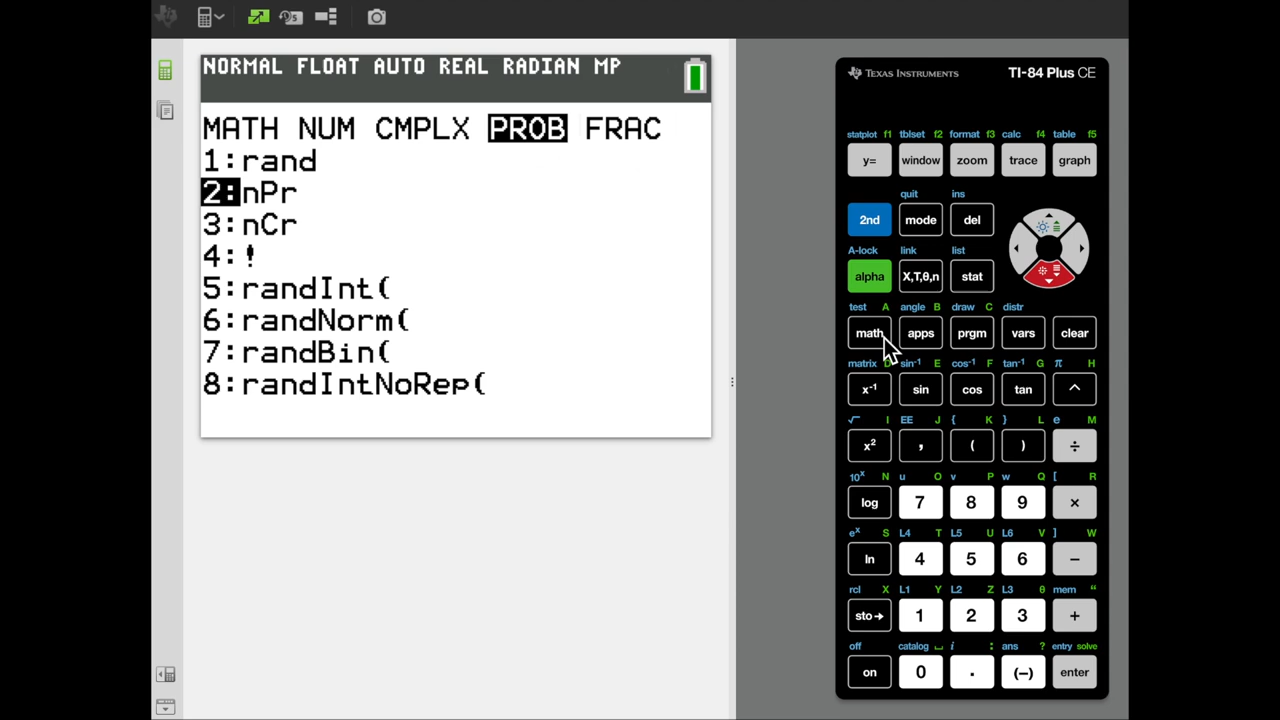 NORMAL FLOAT AUTO REAL RADIAN MP
MATH NUM CMPLX PROB FRAC
1:rand
2:nPr
3:nCr
4:!
5:randInt(
6:randNorm(
7:randBin(
8:randIntNoRep(
TEXAS INSTRUMENTS TI-84 Plus CE
statplot f1 tblset f2 format f3 calc f4 table f5
y= window zoom trace graph
quit ins
2nd mode del
A-lock link list
alpha X,T,θ,n stat
test A angle B draw C distr
math apps prgm vars clear
matrix D sin⁻¹ E cos⁻¹ F tan⁻¹ G π H
x⁻¹ sin cos tan ^
√ I EE J { K } L e M
x² , ( ) ÷
10ˣ N u O v P w Q [ R
log 7 8 9 ×
eˣ S L4 T L5 U L6 V ] W
ln 4 5 6 −
rcl X L1 Y L2 Z L3 θ mem “
sto→ 1 2 3 +
off catalog ␣ i : ans ? entry solve
on 0 . (−) enter